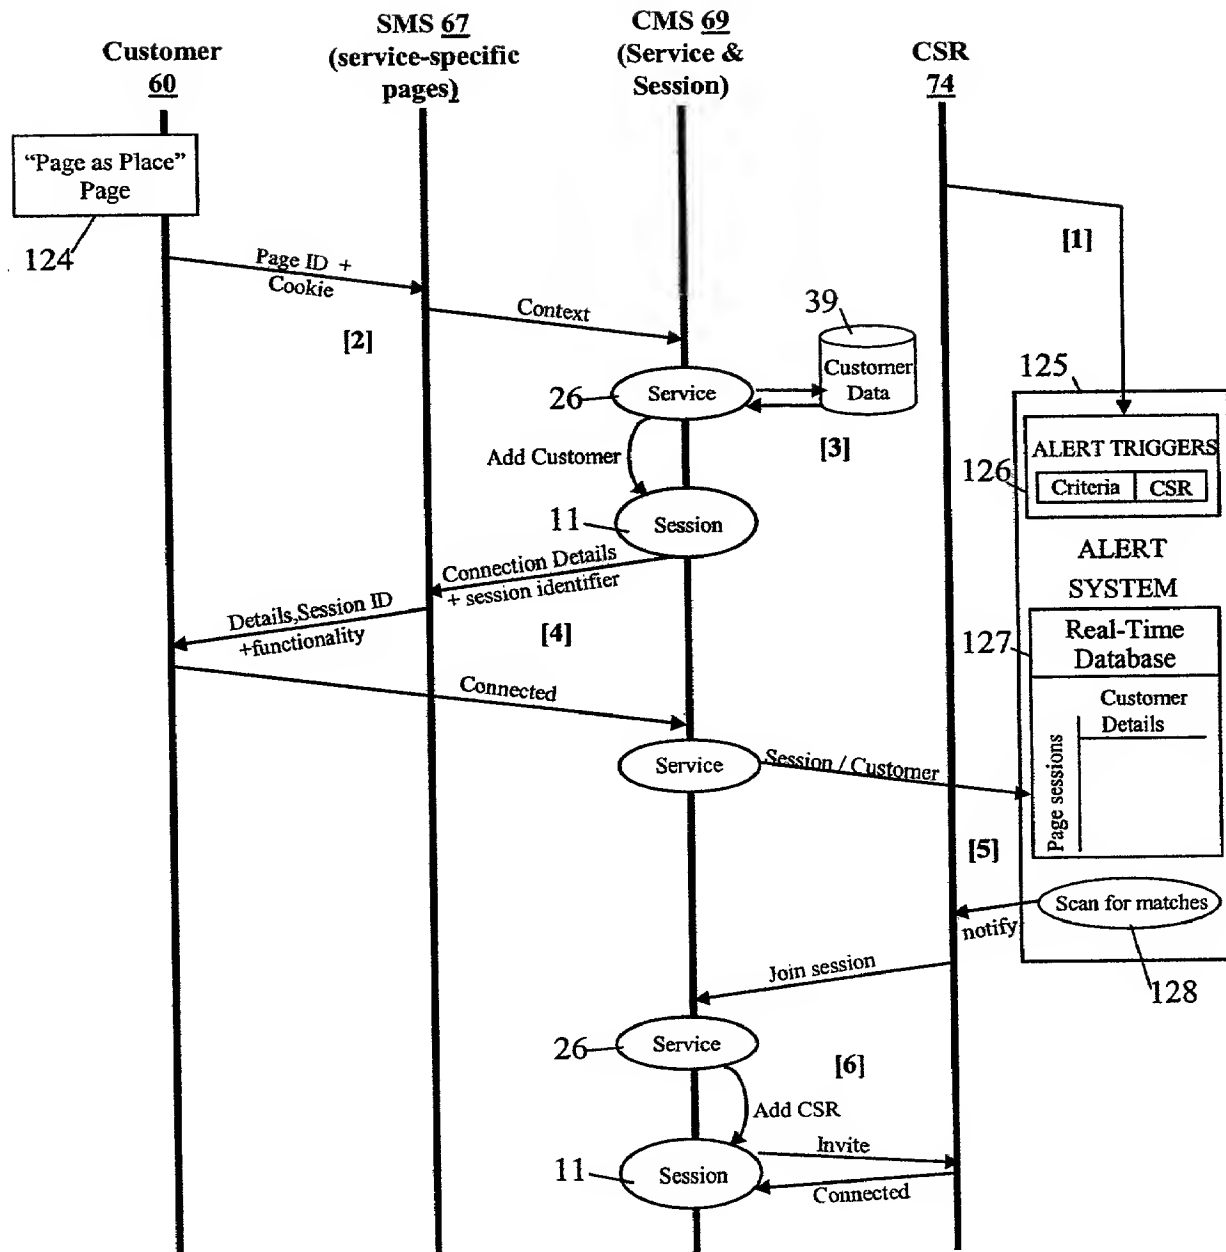 Customer
60
SMS 67
(service-specific
pages)
CMS 69
(Service &
Session)
CSR
74
“Page as Place”
Page
124
[1]
Page ID +
Cookie
[2]
Context
39
Customer
Data
26
Service
[3]
Add Customer
11
Session
125
ALERT TRIGGERS
126
Criteria
CSR
ALERT
SYSTEM
Connection Details
+ session identifier
Details,Session ID
+functionality
[4]
127
Real-Time
Database
Customer
Details
Page sessions
Connected
Service
Session / Customer
[5]
Scan for matches
notify
128
Join session
26
Service
[6]
Add CSR
11
Session
Invite
Connected